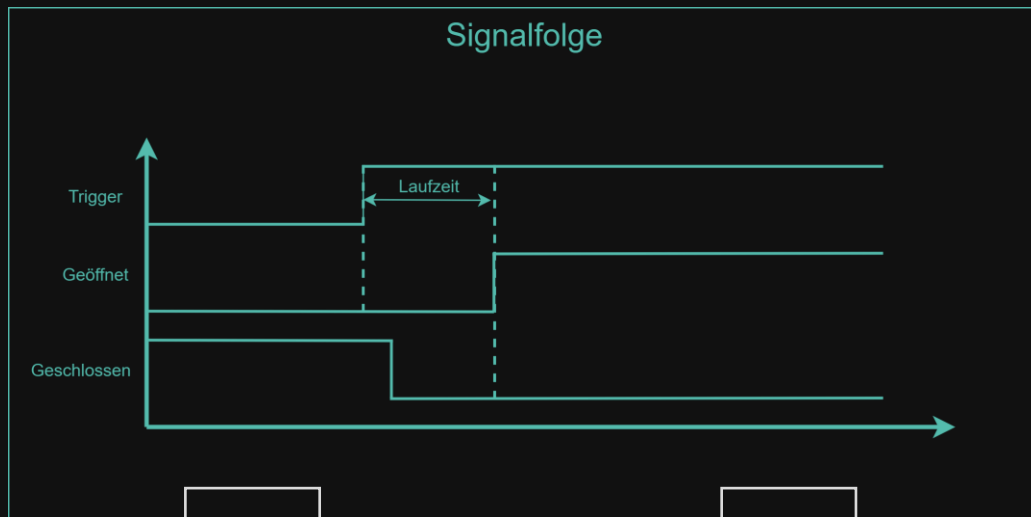 Signalfolge
Trigger
Laufzeit
Geöffnet
Geschlossen